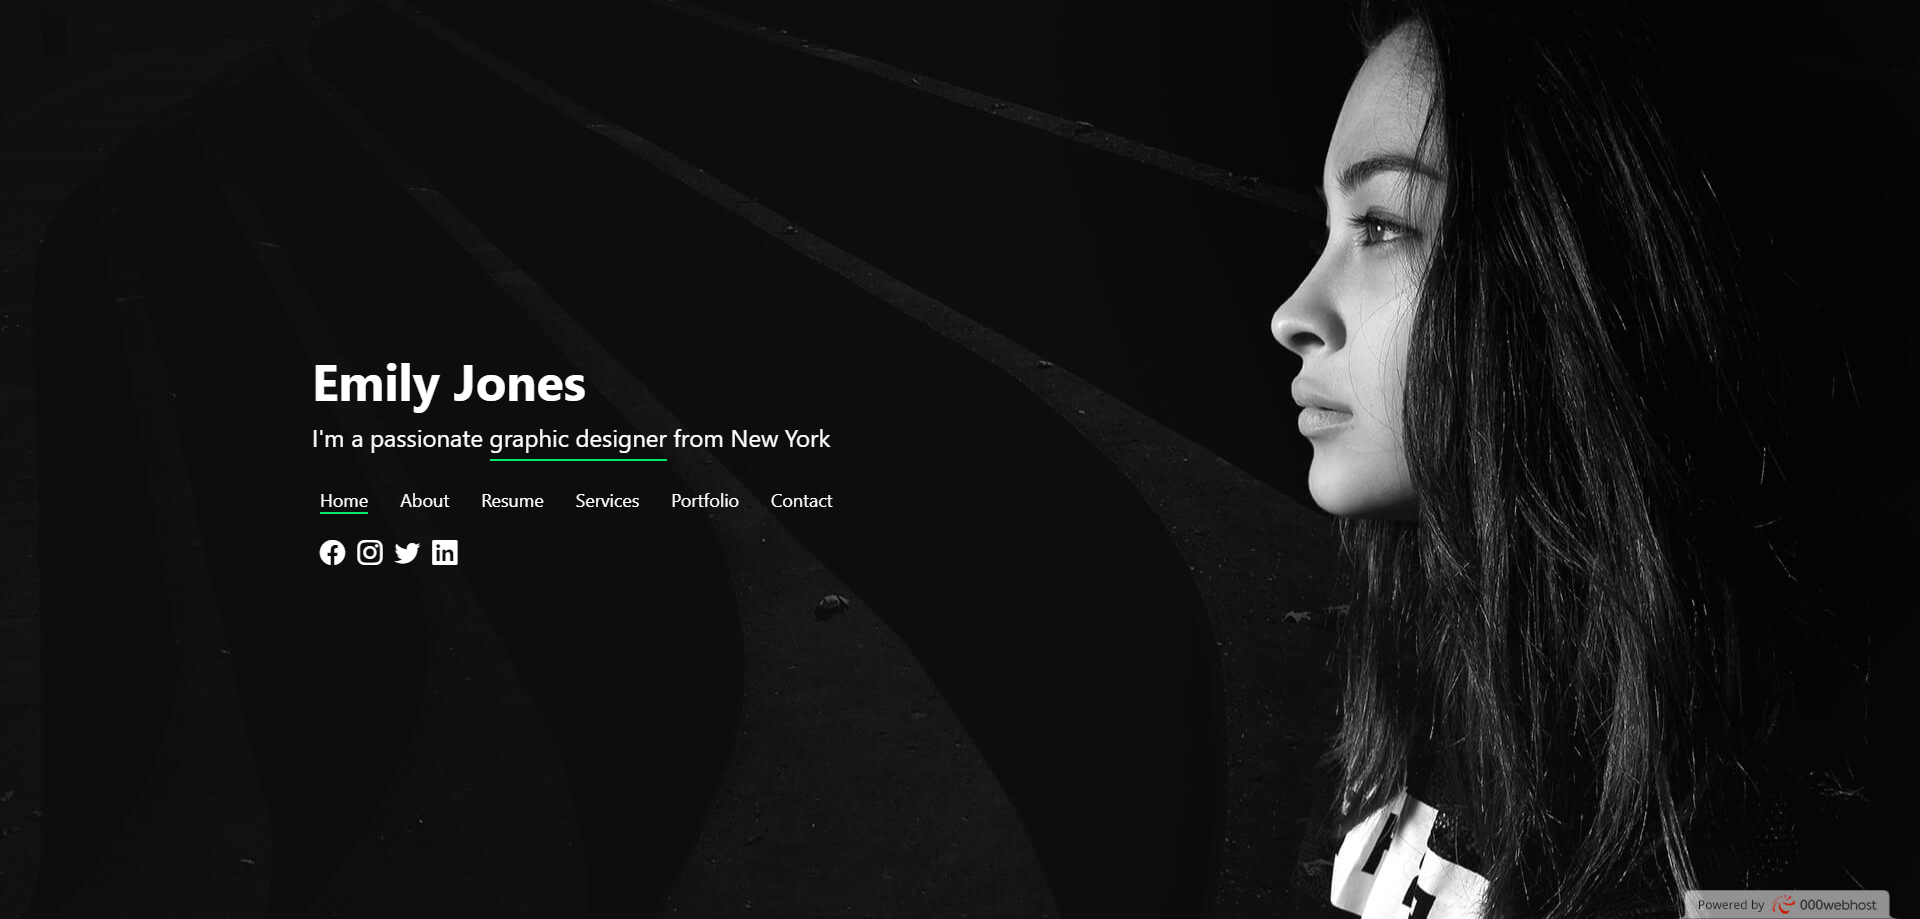 Emily Jones
I'm a passionate graphic designer from New York
Home About Resume Services Portfolio Contact
Powered by 000webhost